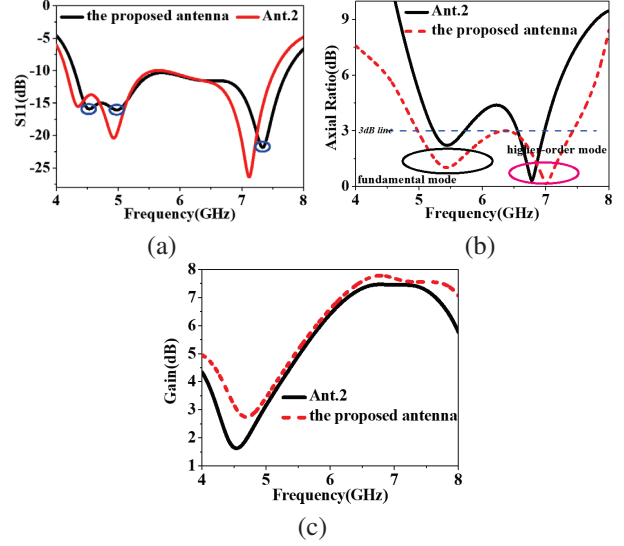 the proposed antenna
Ant.2
S11(dB)
-5
-10
-15
-20
-25
0
4 5 6 7 8
Frequency(GHz)
(a)
Ant.2
the proposed antenna
Axial Ratio(dB)
9
6
3
0
3dB line
higher-order mode
fundamental mode
4 5 6 7 8
Frequency(GHz)
(b)
Gain(dB)
8
7
6
5
4
3
2
1
Ant.2
the proposed antenna
4 5 6 7 8
Frequency(GHz)
(c)